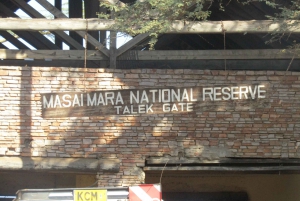 MASAI MARA NATIONAL RESERVE
TALEK GATE
KCM